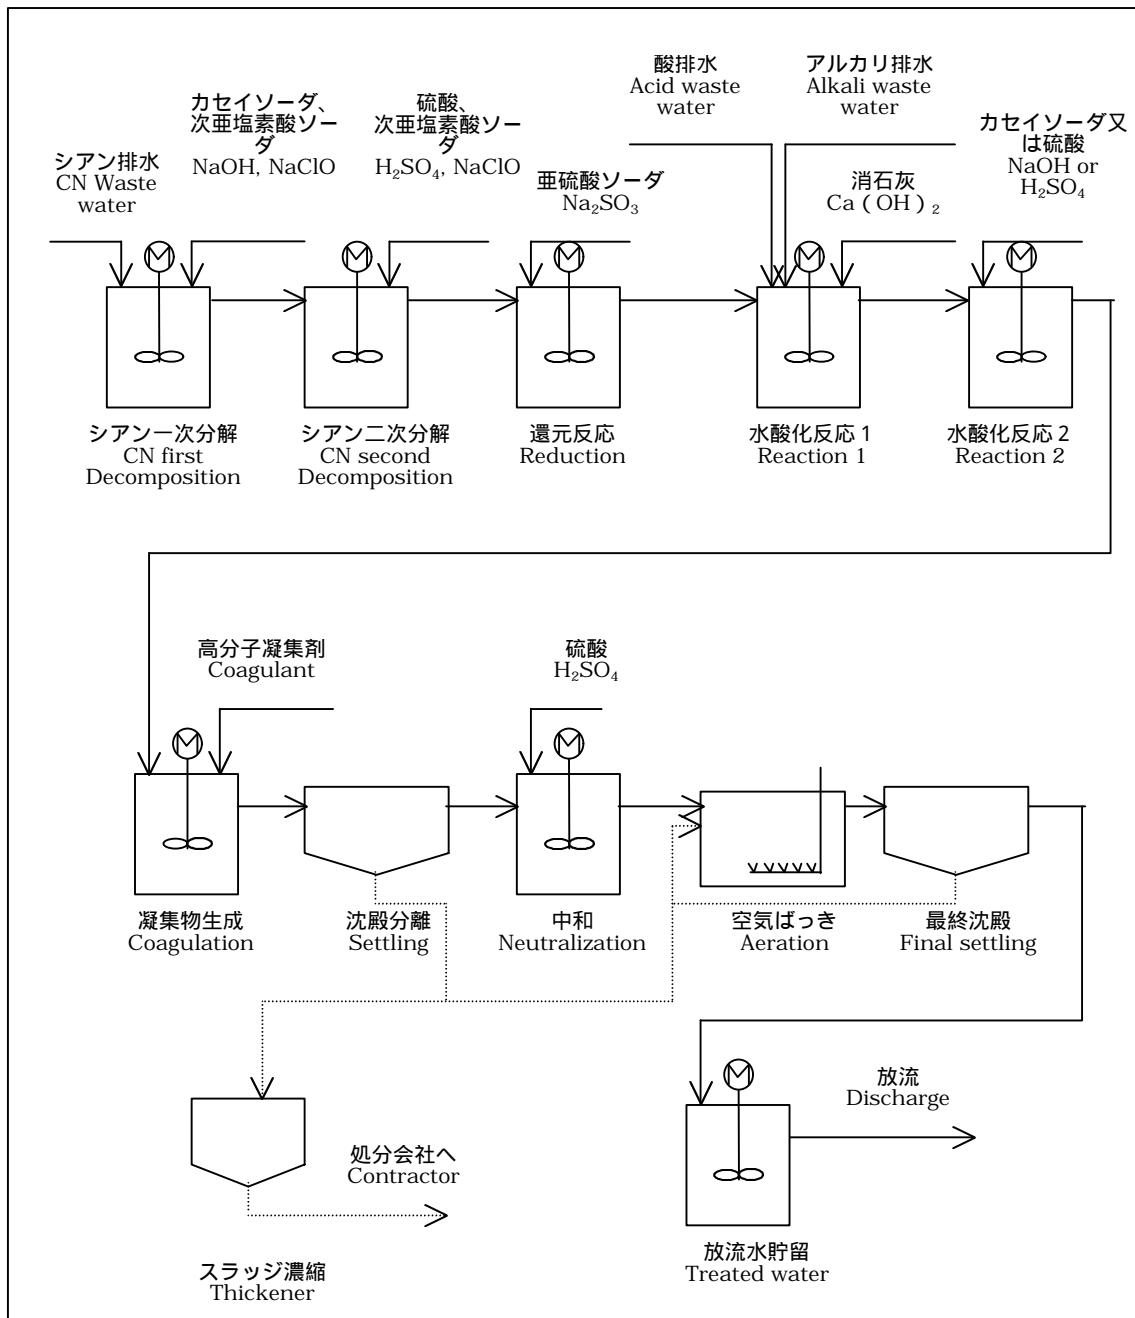 酸排水
Acid waste
water
アルカリ排水
Alkali waste
water
カセイソーダ、
次亜塩素酸ソー
ダ
NaOH, NaClO
硫酸、
次亜塩素酸ソー
ダ
H₂SO₄, NaClO
カセイソーダ又
は硫酸
NaOH or
H₂SO₄
シアン排水
CN Waste
water
亜硫酸ソーダ
Na₂SO₃
消石灰
Ca ( OH ) ₂
M
M
M
M
M
シアン一次分解
CN first
Decomposition
シアン二次分解
CN second
Decomposition
還元反応
Reduction
水酸化反応1
Reaction 1
水酸化反応2
Reaction 2
高分子凝集剤
Coagulant
硫酸
H₂SO₄
M
M
凝集物生成
Coagulation
沈殿分離
Settling
中和
Neutralization
空気ばっき
Aeration
最終沈殿
Final settling
M
放流
Discharge
処分会社へ
Contractor
放流水貯留
Treated water
スラッジ濃縮
Thickener